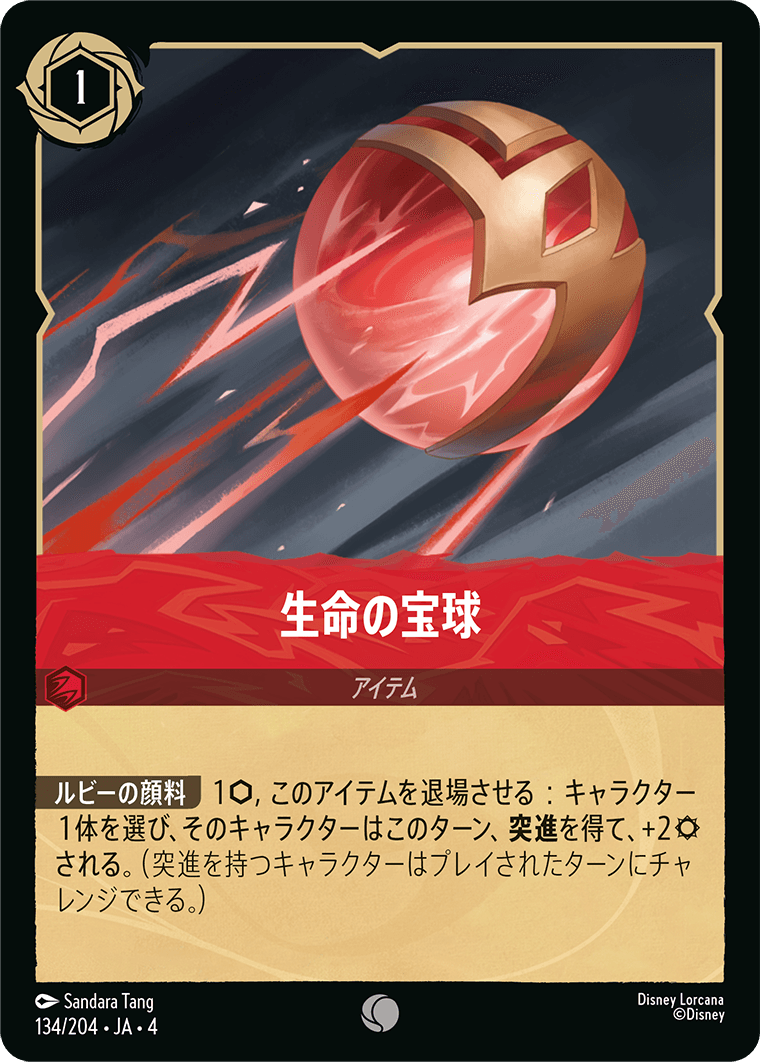 1
生命の宝球
アイテム
ルビーの顔料 1⬡, このアイテムを退場させる : キャラクター
1体を選び、そのキャラクターはこのターン、突進を得て、+2¤
される。(突進を持つキャラクターはプレイされたターンにチャ
レンジできる。)
Sandara Tang
134/204 • JA • 4
Disney Lorcana
©Disney